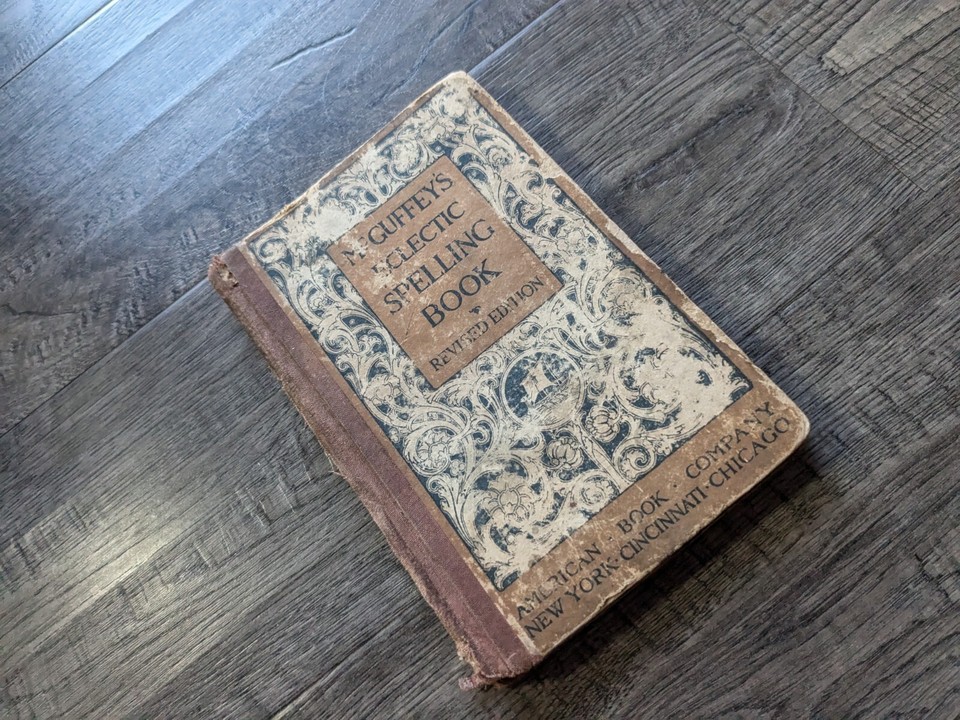 McGUFFEY'S
ECLECTIC
SPELLING
BOOK
REVISED EDITION
AMERICAN · BOOK · COMPANY
NEW YORK · CINCINNATI · CHICAGO